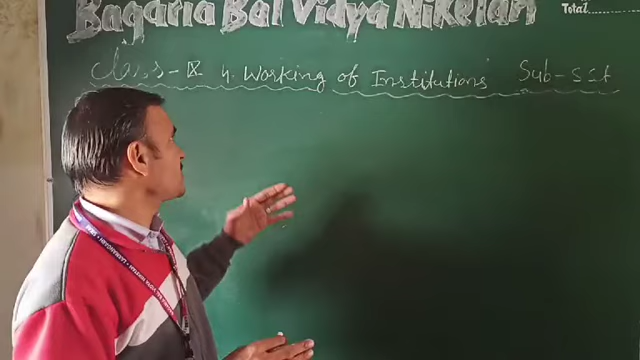 Bagaria Bal Vidya Niketan
Total
Class - IX 4. Working of Institutions Sub - SST